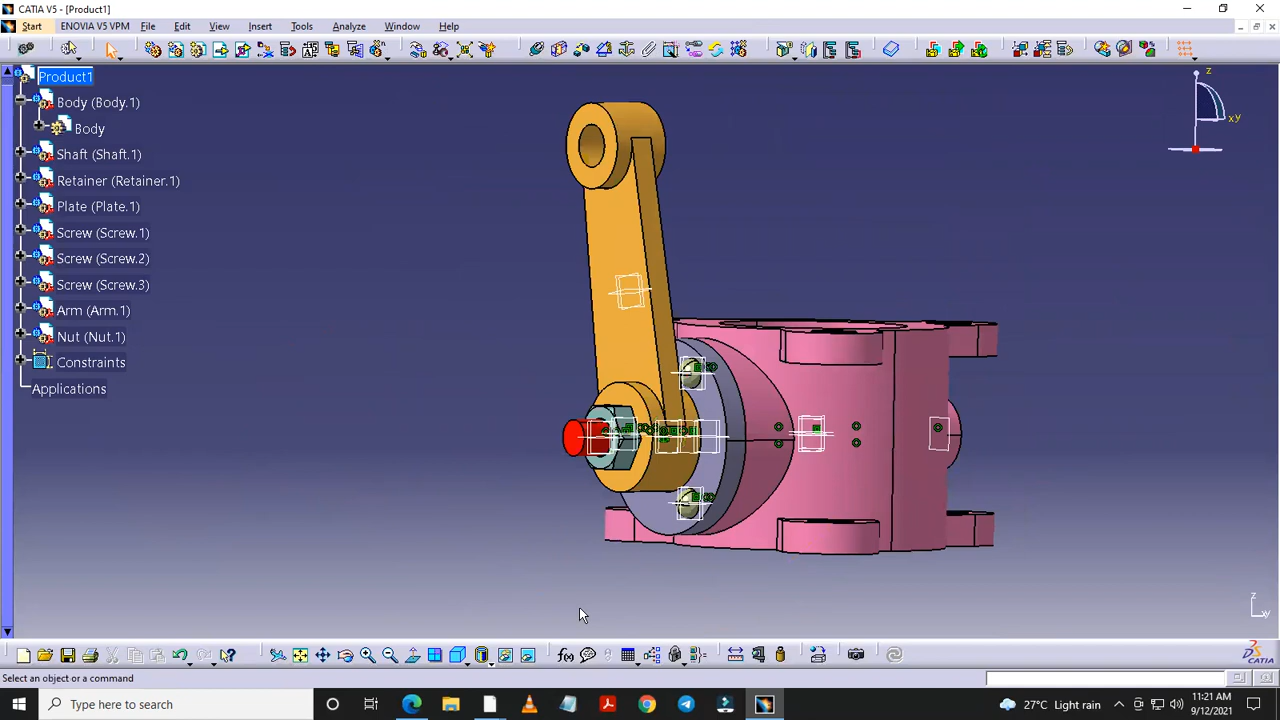 CATIA V5 - [Product1]
Start ENOVIA V5 VPM File Edit View Insert Tools Analyze Window Help
Product1
Body (Body.1)
Body
Shaft (Shaft.1)
Retainer (Retainer.1)
Plate (Plate.1)
Screw (Screw.1)
Screw (Screw.2)
Screw (Screw.3)
Arm (Arm.1)
Nut (Nut.1)
Constraints
Applications
z
xy
z
y
f(x)
DS CATIA
Select an object or a command
Type here to search
27°C Light rain
11:21 AM
9/12/2021